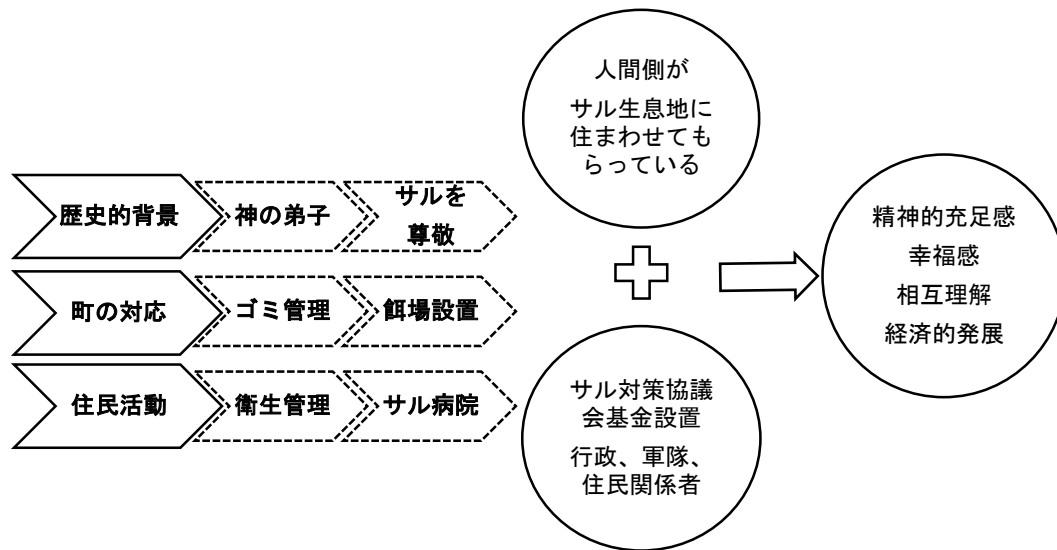 歴史的背景
神の弟子
サルを
尊敬
町の対応
ゴミ管理
餌場設置
住民活動
衛生管理
サル病院
人間側が
サル生息地に
住まわせても
らっている
サル対策協議
会基金設置
行政、軍隊、
住民関係者
精神的充足感
幸福感
相互理解
経済的発展